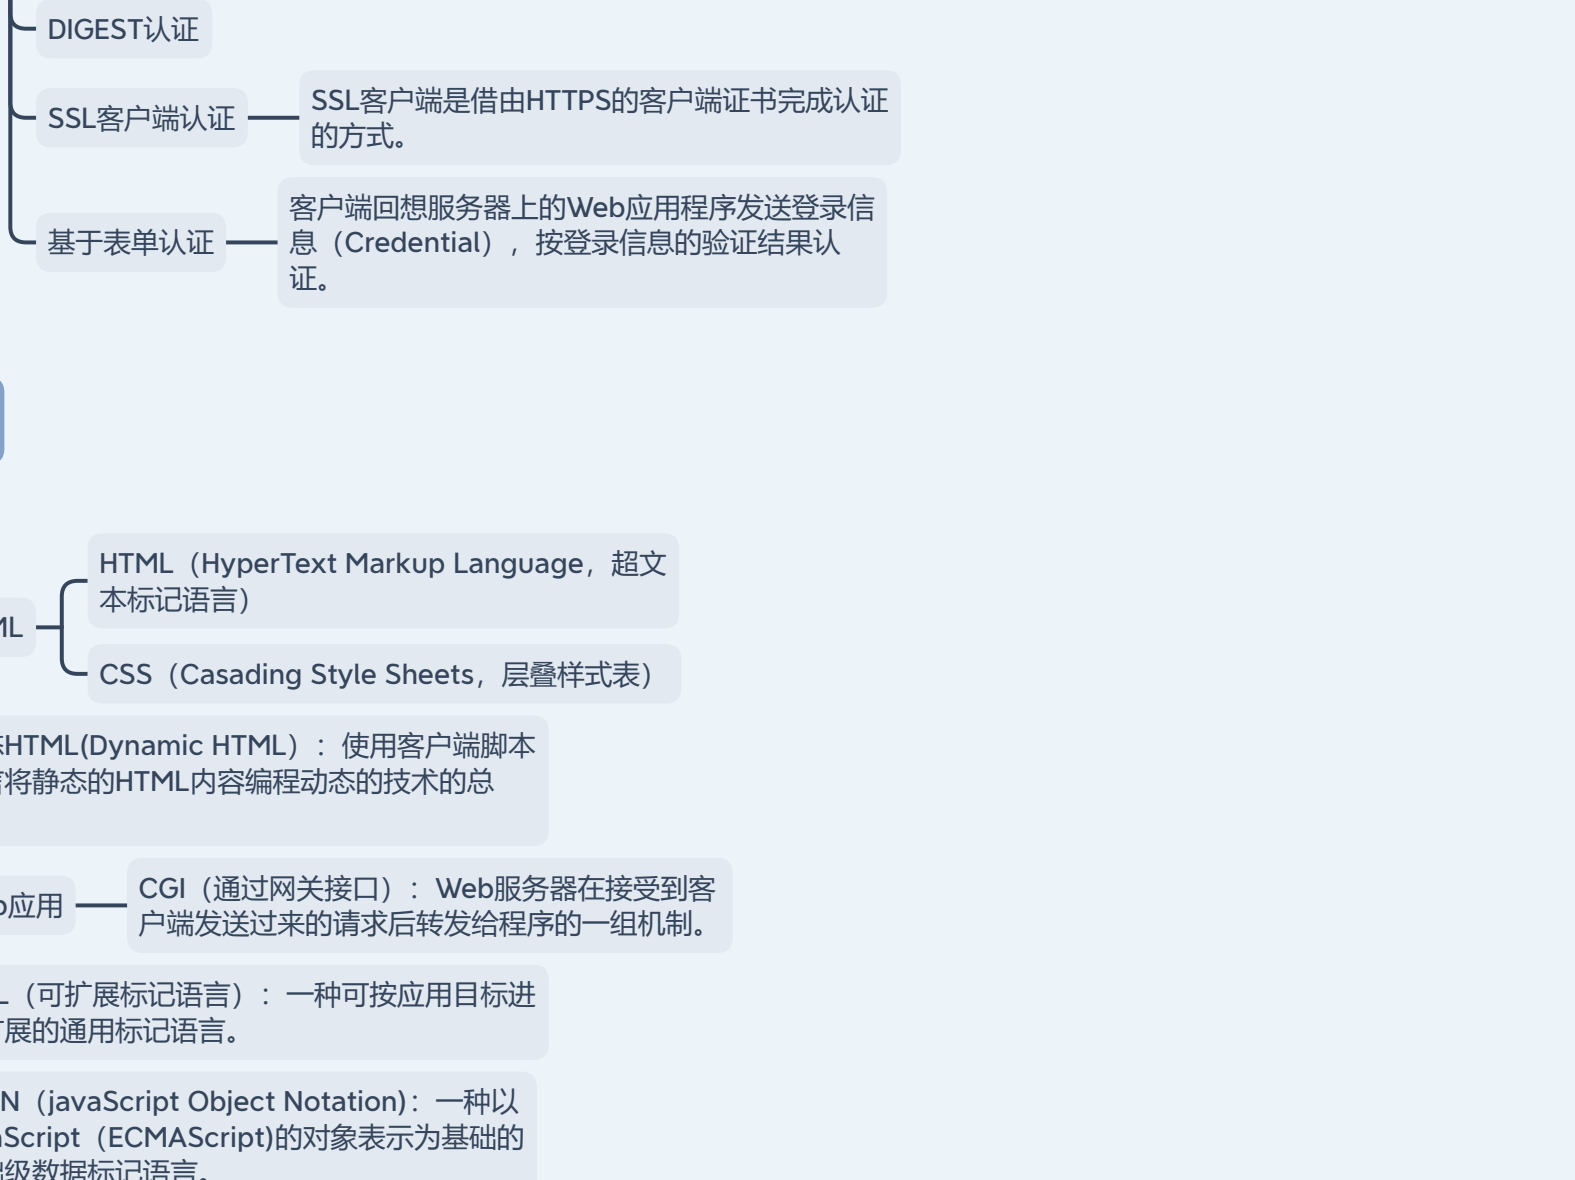 DIGEST认证
SSL客户端认证
SSL客户端是借由HTTPS的客户端证书完成认证
的方式。
基于表单认证
客户端回想服务器上的Web应用程序发送登录信
息（Credential），按登录信息的验证结果认
证。
HTML（HyperText Markup Language，超文
本标记语言）
ML
CSS（Casading Style Sheets，层叠样式表）
HTML(Dynamic HTML）：使用客户端脚本
将静态的HTML内容编程动态的技术的总
应用
CGI（通过网关接口）：Web服务器在接受到客
户端发送过来的请求后转发给程序的一组机制。
L（可扩展标记语言）：一种可按应用目标进
展的通用标记语言。
N（javaScript Object Notation)：一种以
Script（ECMAScript)的对象表示为基础的
级数据标记语言。